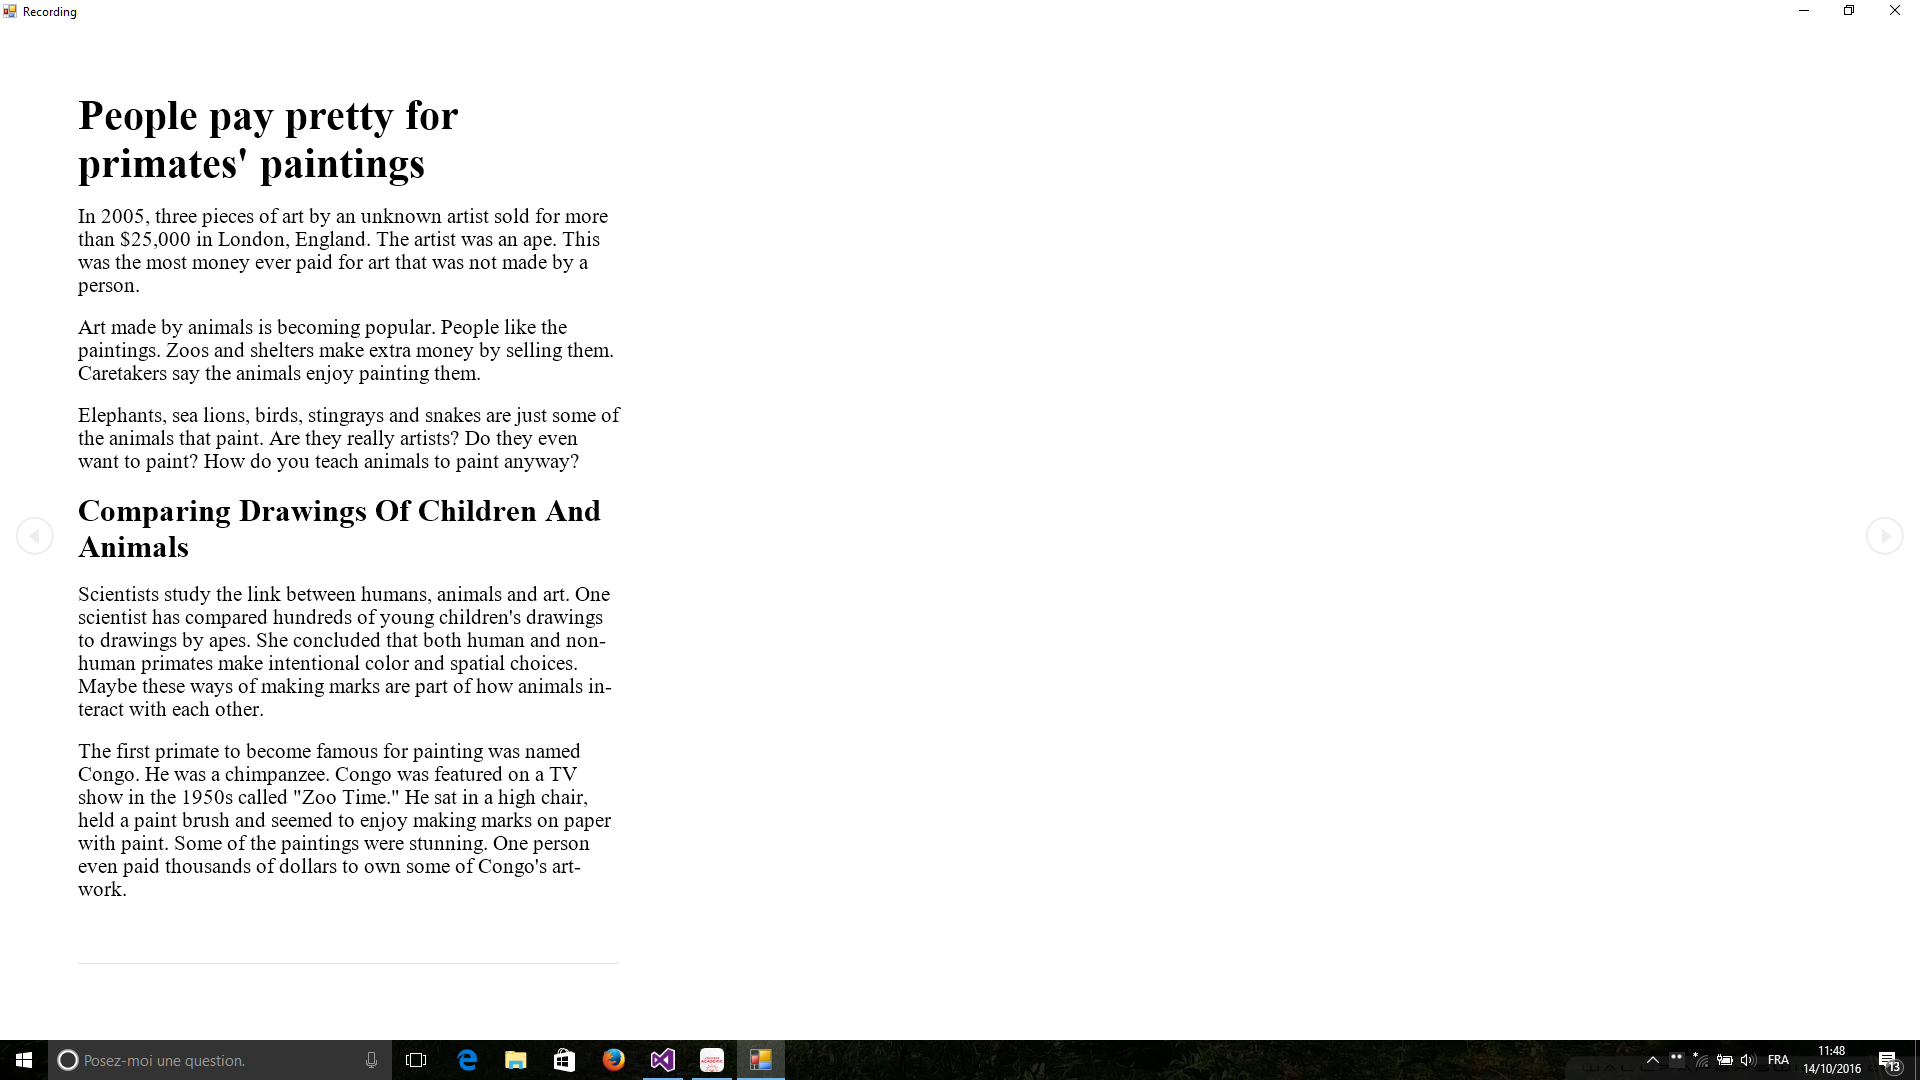 Recording
People pay pretty for
primates' paintings
In 2005, three pieces of art by an unknown artist sold for more
than $25,000 in London, England. The artist was an ape. This
was the most money ever paid for art that was not made by a
person.
Art made by animals is becoming popular. People like the
paintings. Zoos and shelters make extra money by selling them.
Caretakers say the animals enjoy painting them.
Elephants, sea lions, birds, stingrays and snakes are just some of
the animals that paint. Are they really artists? Do they even
want to paint? How do you teach animals to paint anyway?
Comparing Drawings Of Children And
Animals
Scientists study the link between humans, animals and art. One
scientist has compared hundreds of young children's drawings
to drawings by apes. She concluded that both human and non-
human primates make intentional color and spatial choices.
Maybe these ways of making marks are part of how animals in-
teract with each other.
The first primate to become famous for painting was named
Congo. He was a chimpanzee. Congo was featured on a TV
show in the 1950s called "Zoo Time." He sat in a high chair,
held a paint brush and seemed to enjoy making marks on paper
with paint. Some of the paintings were stunning. One person
even paid thousands of dollars to own some of Congo's art-
work.
Posez-moi une question.
FRA
11:48
14/10/2016
13